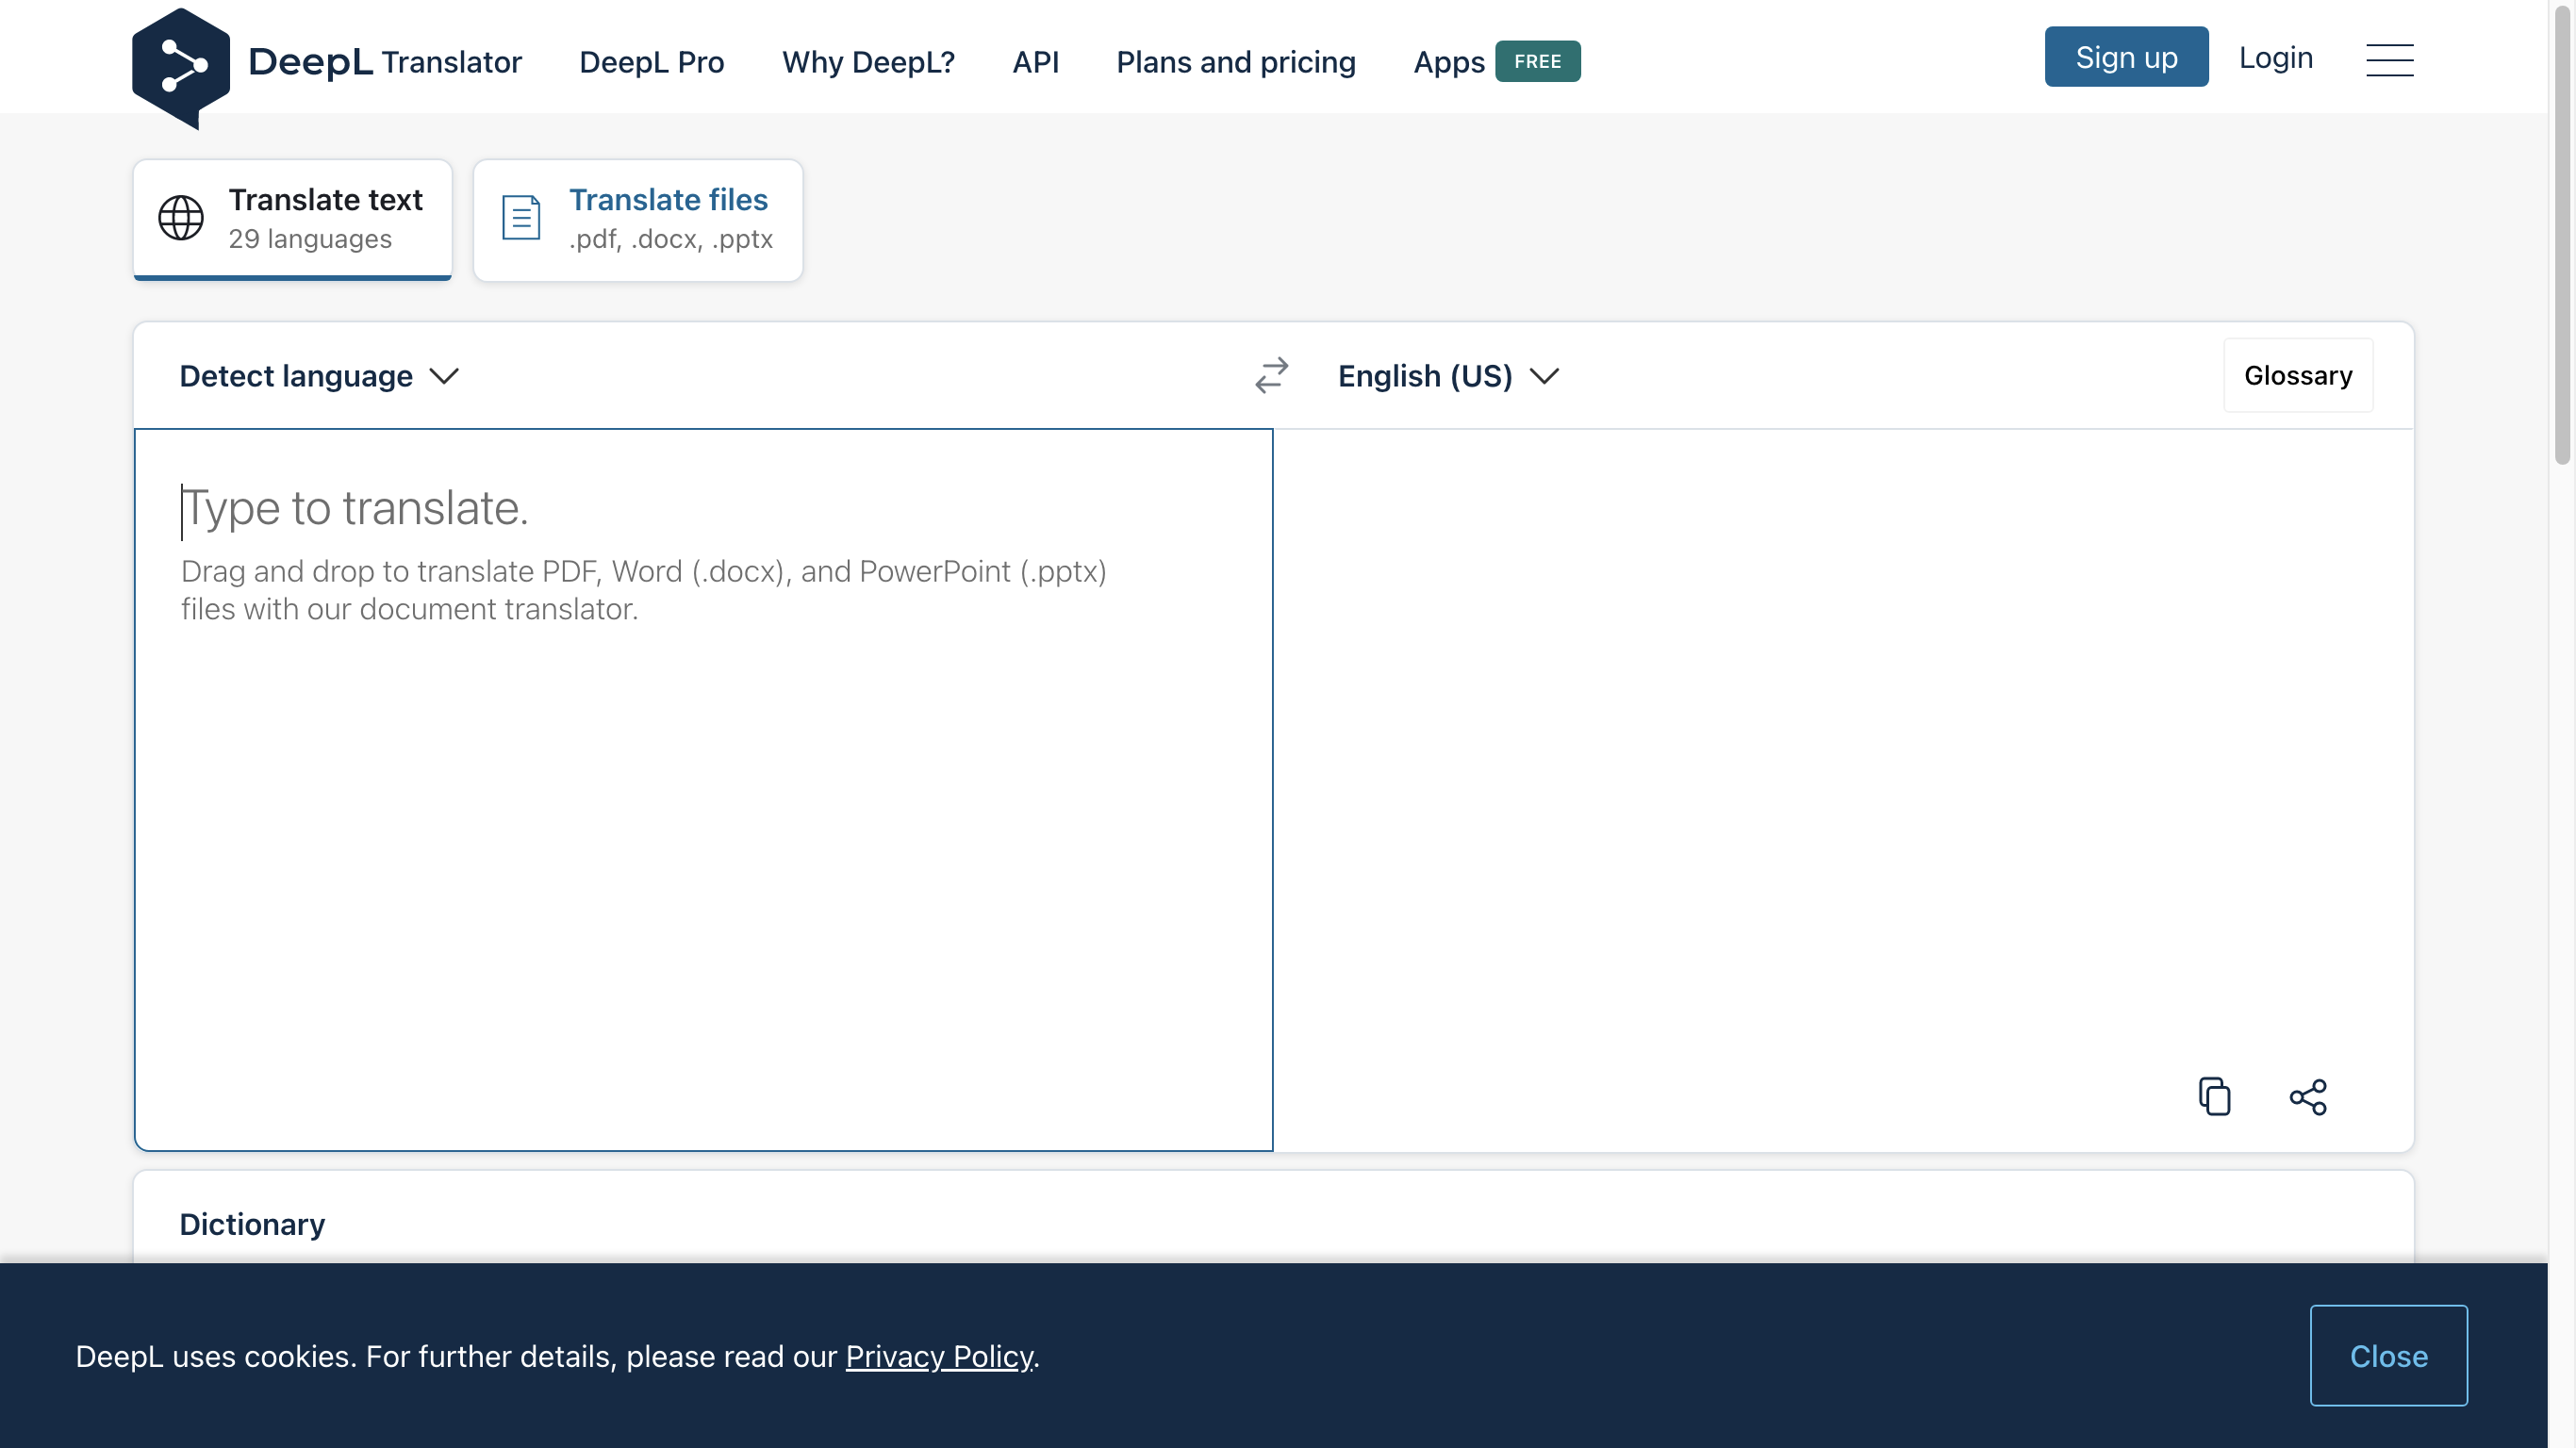 DeepL Translator DeepL Pro Why DeepL? API Plans and pricing Apps FREE Sign up Login
Translate text
29 languages
Translate files
.pdf, .docx, .pptx
Detect language English (US) Glossary
Type to translate.
Drag and drop to translate PDF, Word (.docx), and PowerPoint (.pptx)
files with our document translator.
Dictionary
DeepL uses cookies. For further details, please read our Privacy Policy.
Close